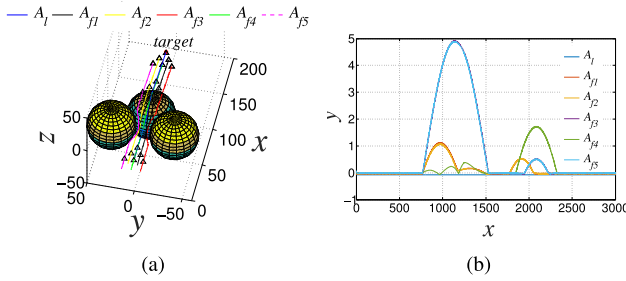 A_l A_f1 A_f2 A_f3 A_f4 A_f5
target
200
150
100
50
0
x
50
0
-50
z
50
0
-50
y
(a)
5
4
3
2
1
0
-1
y
0 500 1000 1500 2000 2500 3000
x
A_l
A_f1
A_f2
A_f3
A_f4
A_f5
(b)